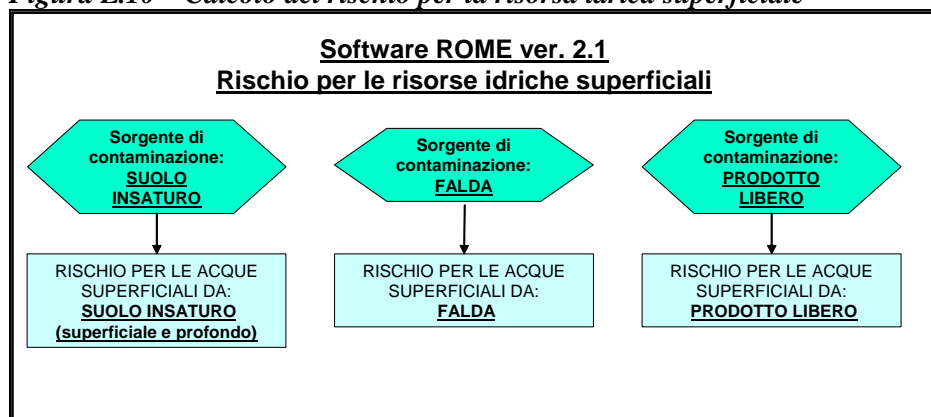 Figura L.10 – Calcolo del rischio per la risorsa idrica superficiale
Software ROME ver. 2.1
Rischio per le risorse idriche superficiali
Sorgente di
contaminazione:
SUOLO
INSATURO
Sorgente di
contaminazione:
FALDA
Sorgente di
contaminazione:
PRODOTTO
LIBERO
RISCHIO PER LE ACQUE
SUPERFICIALI DA:
SUOLO INSATURO
(superficiale e profondo)
RISCHIO PER LE ACQUE
SUPERFICIALI DA:
FALDA
RISCHIO PER LE ACQUE
SUPERFICIALI DA:
PRODOTTO LIBERO